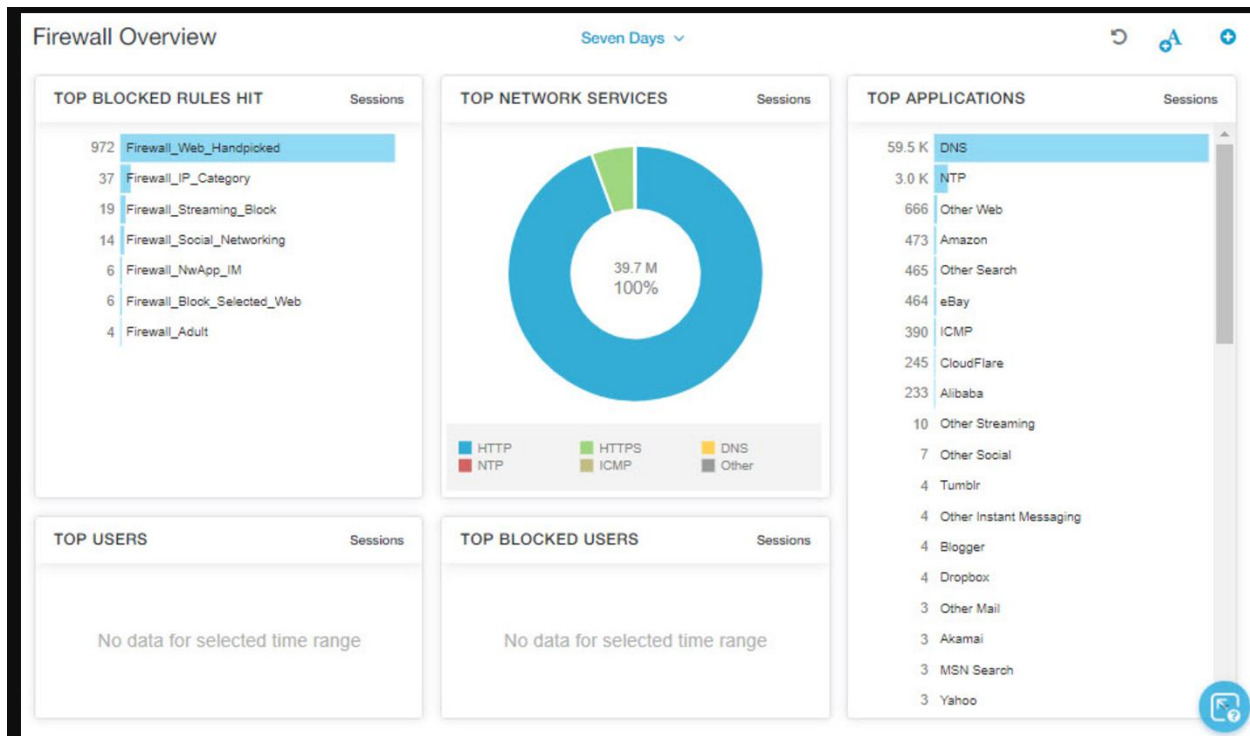 Firewall Overview
Seven Days
A
TOP BLOCKED RULES HIT Sessions
972 Firewall_Web_Handpicked
37 Firewall_IP_Category
19 Firewall_Streaming_Block
14 Firewall_Social_Networking
6 Firewall_NwApp_IM
6 Firewall_Block_Selected_Web
4 Firewall_Adult
TOP NETWORK SERVICES Sessions
39.7 M
100%
HTTP HTTPS DNS
NTP ICMP Other
TOP APPLICATIONS Sessions
59.5 K DNS
3.0 K NTP
666 Other Web
473 Amazon
465 Other Search
464 eBay
390 ICMP
245 CloudFlare
233 Alibaba
10 Other Streaming
7 Other Social
4 Tumblr
4 Other Instant Messaging
4 Blogger
4 Dropbox
3 Other Mail
3 Akamai
3 MSN Search
3 Yahoo
TOP USERS Sessions
No data for selected time range
TOP BLOCKED USERS Sessions
No data for selected time range
?